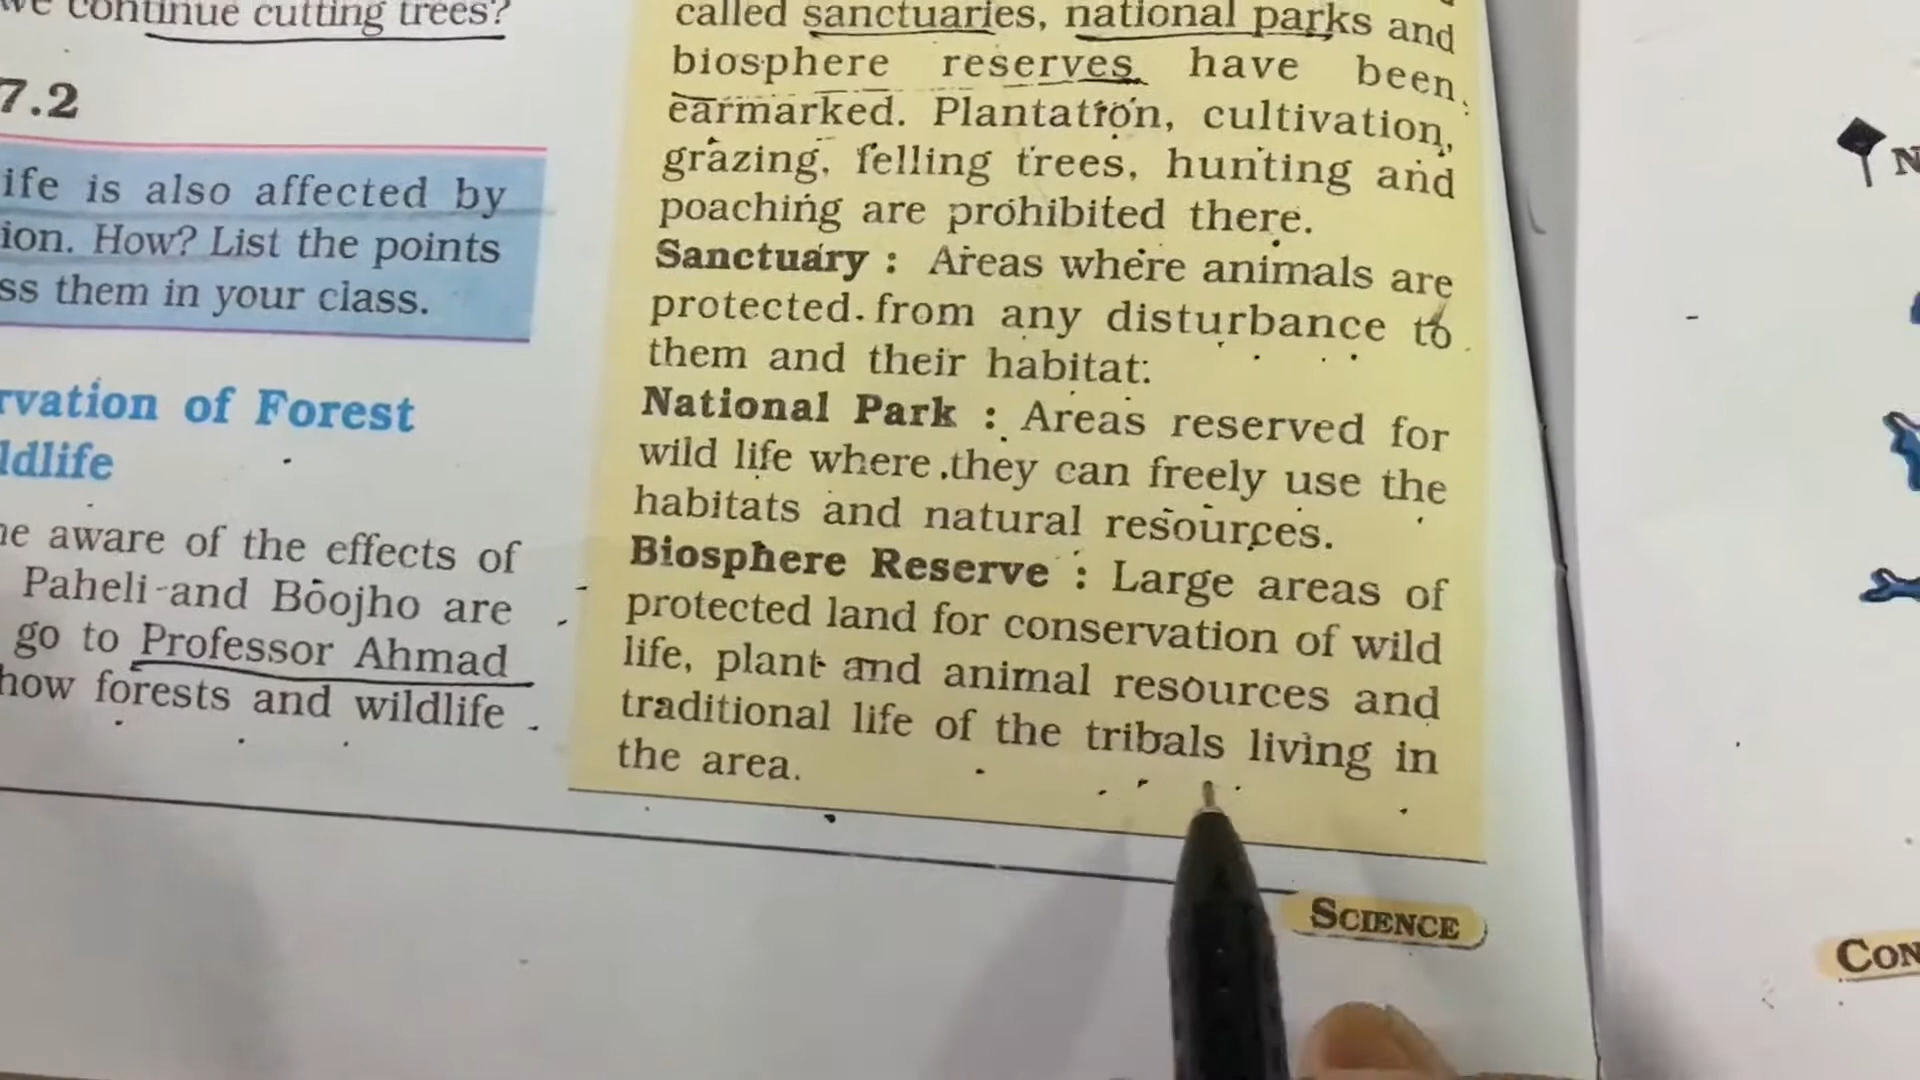 we continue cutting trees?
7.2
ife is also affected by
ion. How? List the points
ss them in your class.
rvation of Forest
ldlife
ne aware of the effects of
Paheli and Boojho are
go to Professor Ahmad
how forests and wildlife
called sanctuaries, national parks and
biosphere reserves have been
earmarked. Plantation, cultivation,
grazing, felling trees, hunting and
poaching are prohibited there.
Sanctuary : Areas where animals are
protected from any disturbance to
them and their habitat.
National Park : Areas reserved for
wild life where they can freely use the
habitats and natural resources.
Biosphere Reserve : Large areas of
protected land for conservation of wild
life, plant and animal resources and
traditional life of the tribals living in
the area.
SCIENCE
N
CON